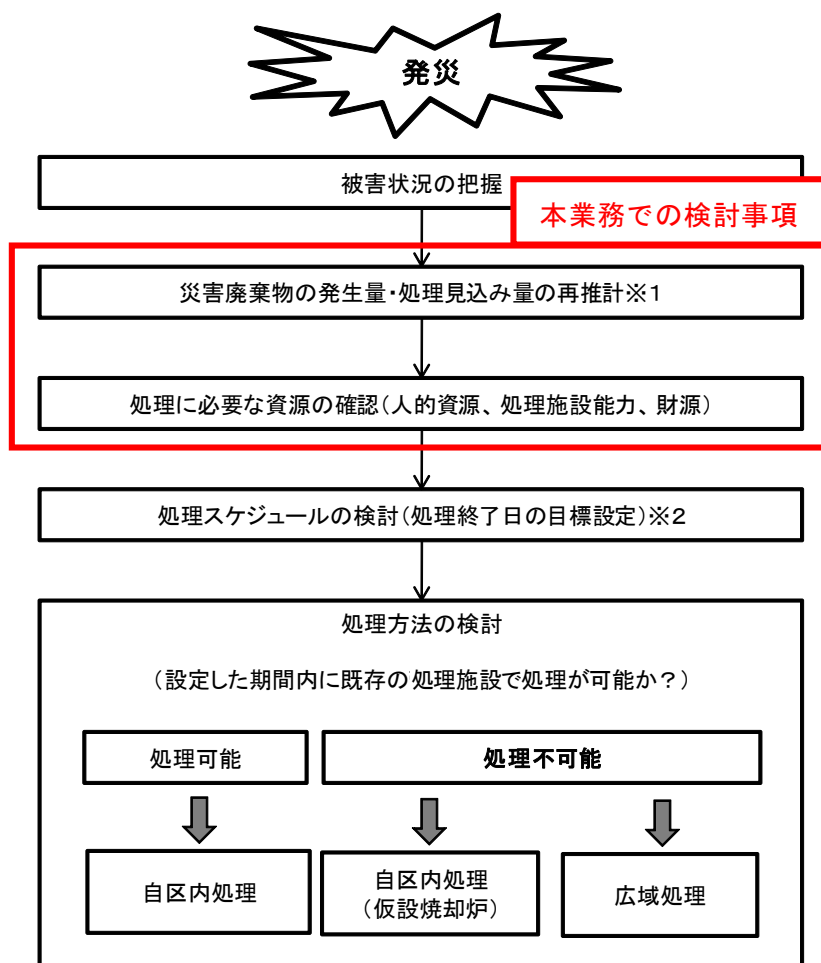 発災
被害状況の把握
本業務での検討事項
災害廃棄物の発生量・処理見込み量の再推計※1
処理に必要な資源の確認（人的資源、処理施設能力、財源）
処理スケジュールの検討（処理終了日の目標設定）※2
処理方法の検討
（設定した期間内に既存の処理施設で処理が可能か？）
処理可能
処理不可能
自区内処理
自区内処理
（仮設焼却炉）
広域処理